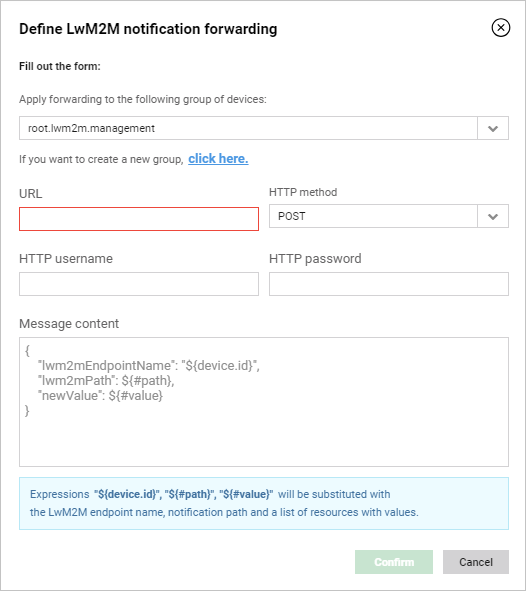 Define LwM2M notification forwarding
Fill out the form:
Apply forwarding to the following group of devices:
root.lwm2m.management
If you want to create a new group, click here.
URL
HTTP method
POST
HTTP username
HTTP password
Message content
{
"lwm2mEndpointName": "${device.id}",
"lwm2mPath": ${#path},
"newValue": ${#value}
}
Expressions "${device.id}", "${#path}", "${#value}" will be substituted with
the LwM2M endpoint name, notification path and a list of resources with values.
Confirm
Cancel